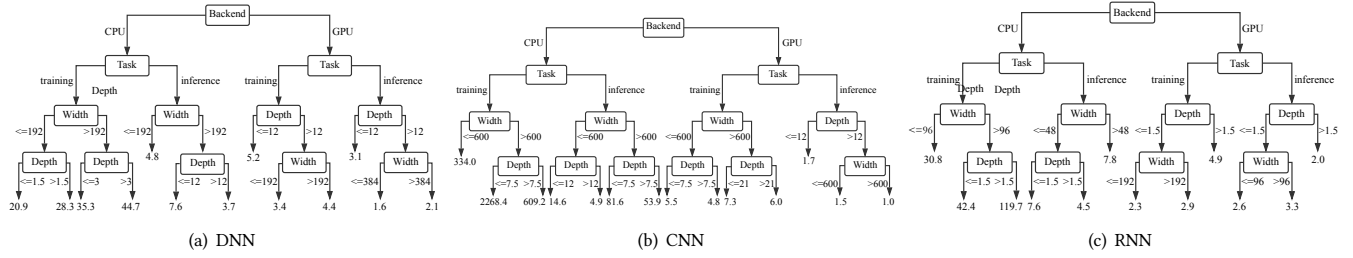 Backend
CPU
GPU
Task
Task
training
inference
training
inference
Depth
Width
Width
Depth
Depth
<=192
>192
<=192
>192
<=12
>12
<=12
>12
Depth
Depth
4.8
Depth
5.2
Width
3.1
Width
<=1.5
>1.5
<=3
>3
<=12
>12
<=192
>192
<=384
>384
20.9
28.3
35.3
44.7
7.6
3.7
3.4
4.4
1.6
2.1
(a) DNN
Backend
CPU
GPU
Task
Task
training
inference
training
inference
Width
Width
Width
Depth
<=600
>600
<=600
>600
<=600
>600
<=12
>12
334.0
Depth
Depth
Depth
Depth
Depth
1.7
Width
<=7.5
>7.5
<=12
>12
<=7.5
>7.5
<=7.5
>7.5
<=21
>21
<=600
>600
2268.4
609.2
14.6
4.9
81.6
53.9
5.5
4.8
7.3
6.0
1.5
1.0
(b) CNN
Backend
CPU
GPU
Task
Task
training
inference
training
inference
Depth
Depth
Width
Width
Depth
Depth
<=96
>96
<=48
>48
<=1.5
>1.5
<=1.5
>1.5
30.8
Depth
Depth
7.8
Width
4.9
Width
2.0
<=1.5
>1.5
<=1.5
>1.5
<=192
>192
<=96
>96
42.4
119.7
7.6
4.5
2.3
2.9
2.6
3.3
(c) RNN